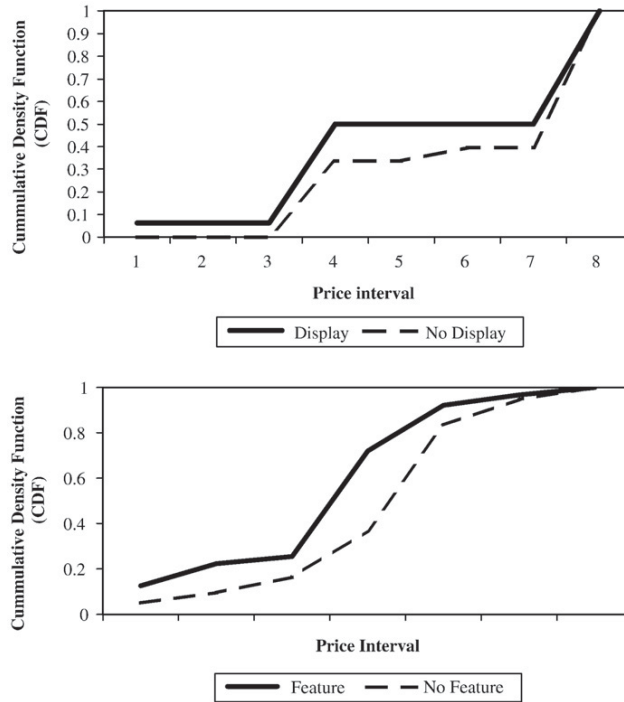 Cummulative Density Function
(CDF)
1
0.9
0.8
0.7
0.6
0.5
0.4
0.3
0.2
0.1
0
1 2 3 4 5 6 7 8
Price interval
Display No Display
Cummulative Density Function
(CDF)
1
0.8
0.6
0.4
0.2
0
Price Interval
Feature No Feature